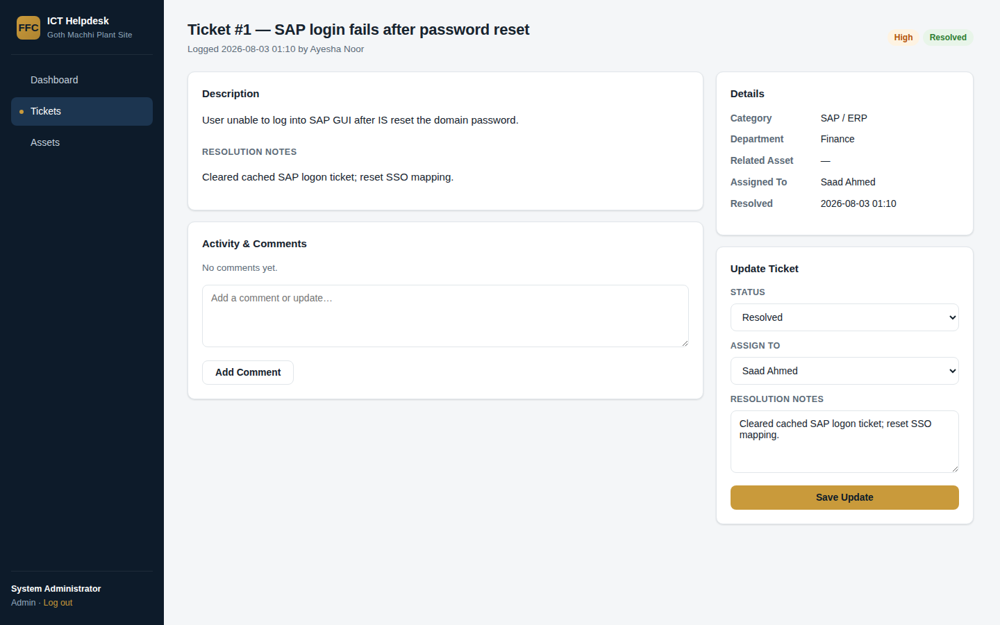 FFC
ICT Helpdesk
Goth Machhi Plant Site
Dashboard
Tickets
Assets
System Administrator
Admin · Log out
Ticket #1 — SAP login fails after password reset
Logged 2026-08-03 01:10 by Ayesha Noor
High
Resolved
Description
User unable to log into SAP GUI after IS reset the domain password.
RESOLUTION NOTES
Cleared cached SAP logon ticket; reset SSO mapping.
Activity & Comments
No comments yet.
Add a comment or update…
Add Comment
Details
Category SAP / ERP
Department Finance
Related Asset —
Assigned To Saad Ahmed
Resolved 2026-08-03 01:10
Update Ticket
STATUS
Resolved
ASSIGN TO
Saad Ahmed
RESOLUTION NOTES
Cleared cached SAP logon ticket; reset SSO
mapping.
Save Update